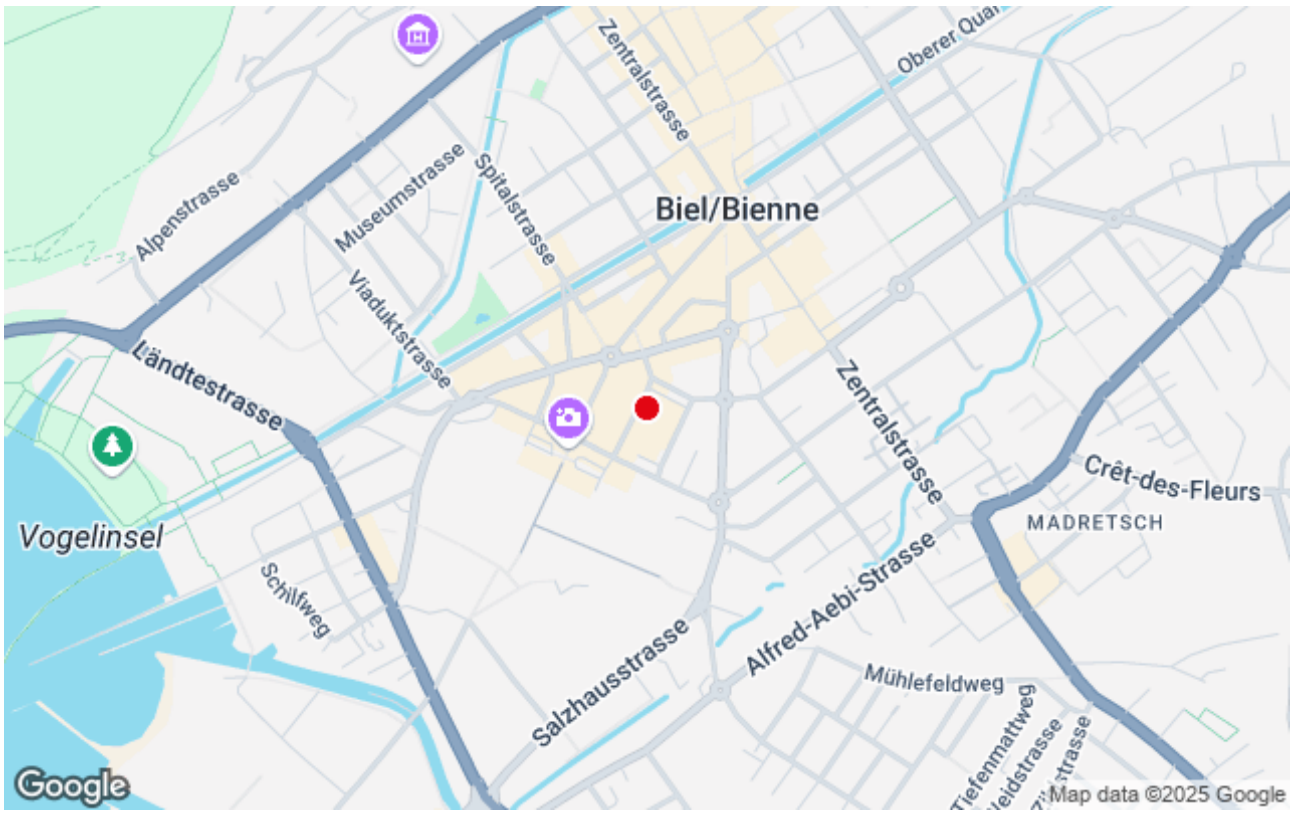 Zentralstrasse
Oberer Quai
Museumstrasse
Spitalstrasse
Alpenstrasse
Biel/Bienne
Viaduktstrasse
Ländtestrasse
Zentralstrasse
Crêt-des-Fleurs
MADRETSCH
Vogelinsel
Schilfweg
Alfred-Aebi-Strasse
Salzhausstrasse
Mühlefeldweg
Tiefenmattweg
Google
Map data ©2025 Google